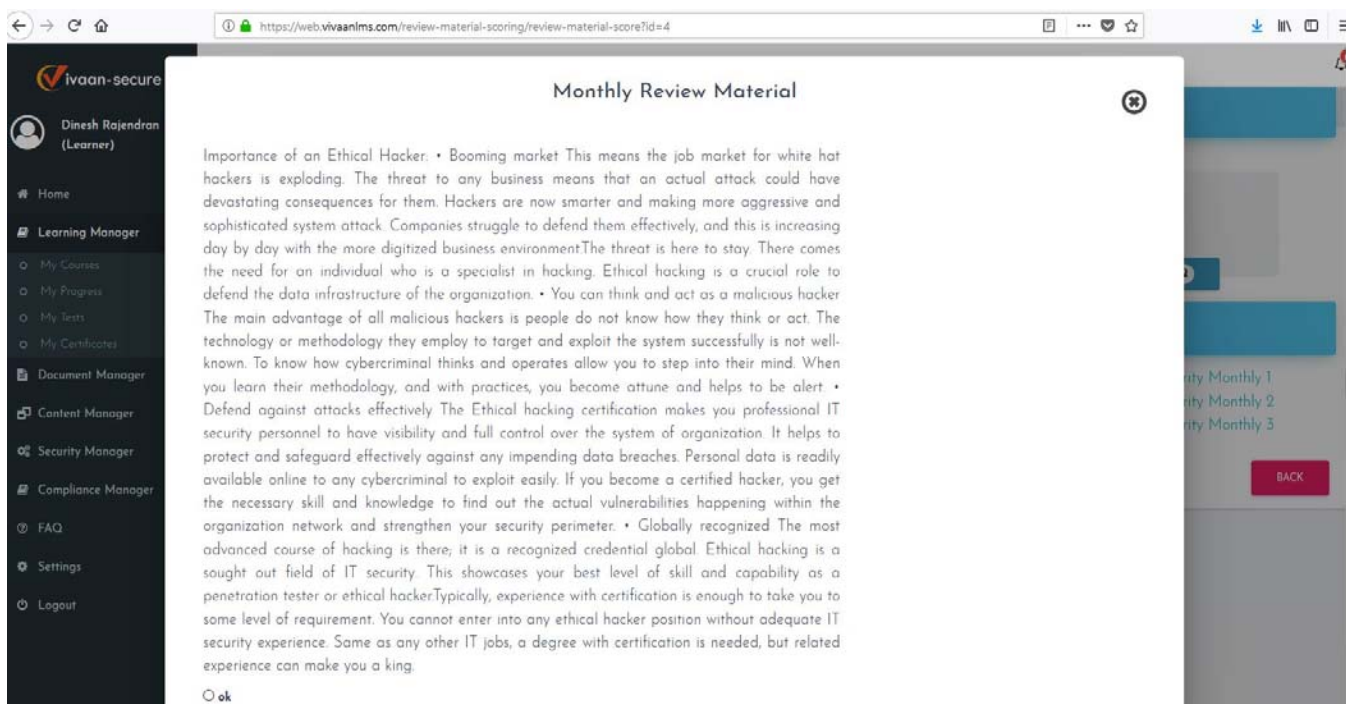 https://web.vivaanlms.com/review-material-scoring/review-material-score?id=4
Vivaan-secure
Dinesh Rajendran
(Learner)
Home
Learning Manager
My Courses
My Progress
My Tests
My Certificates
Document Manager
Content Manager
Security Manager
Compliance Manager
FAQ
Settings
Logout
Monthly Review Material
Importance of an Ethical Hacker. • Booming market This means the job market for white hat
hackers is exploding. The threat to any business means that an actual attack could have
devastating consequences for them. Hackers are now smarter and making more aggressive and
sophisticated system attack. Companies struggle to defend them effectively, and this is increasing
day by day with the more digitized business environment.The threat is here to stay. There comes
the need for an individual who is a specialist in hacking. Ethical hacking is a crucial role to
defend the data infrastructure of the organization. • You can think and act as a malicious hacker
The main advantage of all malicious hackers is people do not know how they think or act. The
technology or methodology they employ to target and exploit the system successfully is not well-
known. To know how cybercriminal thinks and operates allow you to step into their mind. When
you learn their methodology, and with practices, you become attune and helps to be alert. •
Defend against attacks effectively The Ethical hacking certification makes you professional IT
security personnel to have visibility and full control over the system of organization. It helps to
protect and safeguard effectively against any impending data breaches. Personal data is readily
available online to any cybercriminal to exploit easily. If you become a certified hacker, you get
the necessary skill and knowledge to find out the actual vulnerabilities happening within the
organization network and strengthen your security perimeter. • Globally recognized The most
advanced course of hacking is there; it is a recognized credential global. Ethical hacking is a
sought out field of IT security. This showcases your best level of skill and capability as a
penetration tester or ethical hacker.Typically, experience with certification is enough to take you to
some level of requirement. You cannot enter into any ethical hacker position without adequate IT
security experience. Same as any other IT jobs, a degree with certification is needed, but related
experience can make you a king.
ok
rity Monthly 1
rity Monthly 2
rity Monthly 3
BACK